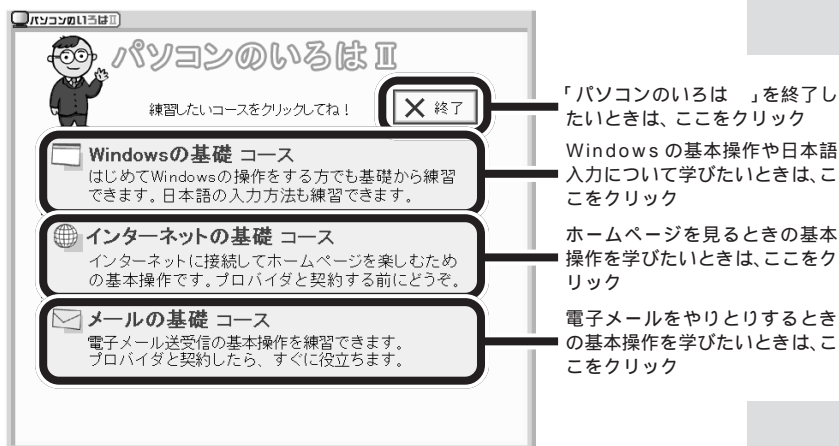 パソコンのいろはⅡ
パソコンのいろはⅡ
練習したいコースをクリックしてね！
終了
Windowsの基礎 コース
はじめてWindowsの操作をする方でも基礎から練習
できます。日本語の入力方法も練習できます。
インターネットの基礎 コース
インターネットに接続してホームページを楽しむため
の基本操作です。プロバイダと契約する前にどうぞ。
メールの基礎 コース
電子メール送受信の基本操作を練習できます。
プロバイダと契約したら、すぐに役立ちます。
「パソコンのいろは　」を終了し
たいときは、ここをクリック
Windowsの基本操作や日本語
入力について学びたいときは、こ
こをクリック
ホームページを見るときの基本
操作を学びたいときは、ここをク
リック
電子メールをやりとりするとき
の基本操作を学びたいときは、こ
こをクリック